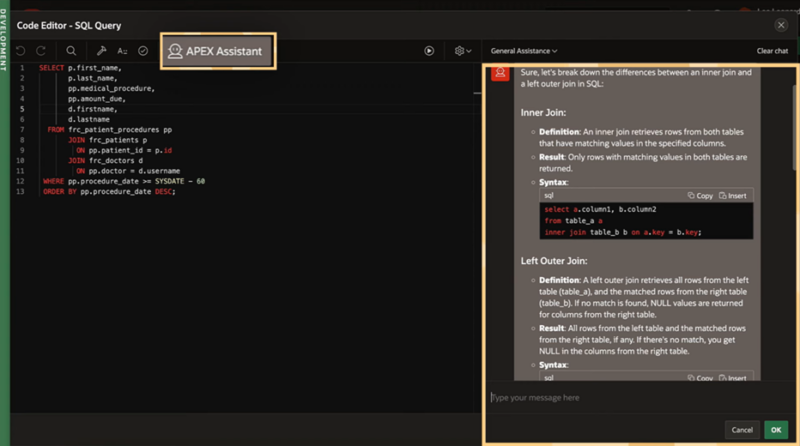 DEVELOPMENT
Code Editor - SQL Query
APEX Assistant
General Assistance
Clear chat
1 SELECT p.first_name,
2 p.last_name,
3 pp.medical_procedure,
4 pp.amount_due,
5 d.firstname,
6 d.lastname
7 FROM frc_patient_procedures pp
8 JOIN frc_patients p
9 ON pp.patient_id = p.id
10 JOIN frc_doctors d
11 ON pp.doctor = d.username
12 WHERE pp.procedure_date >= SYSDATE - 60
13 ORDER BY pp.procedure_date DESC;
Sure, let's break down the differences between an inner join and
a left outer join in SQL:
Inner Join:
Definition: An inner join retrieves rows from both tables
that have matching values in the specified columns.
Result: Only rows with matching values in both tables are
returned.
Syntax:
sql Copy Insert
select a.column1, b.column2
from table_a a
inner join table_b b on a.key = b.key;
Left Outer Join:
Definition: A left outer join retrieves all rows from the left
table (table_a), and the matched rows from the right table
(table_b). If no match is found, NULL values are returned
for columns from the right table.
Result: All rows from the left table and the matched rows
from the right table, if any. If there's no match, you get
NULL in the columns from the right table.
Syntax:
sql Copy Insert
Type your message here
Cancel OK